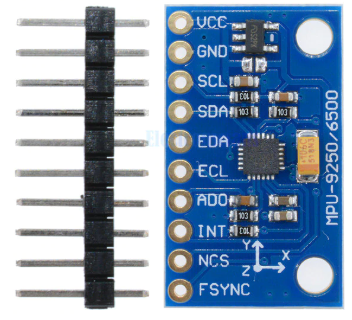 VCC
GND
SCL
SDA
EDA
ECL
ADO
INT
NCS
FSYNC
MPU-9250/6500
103
103
103
103
Y
X
Z